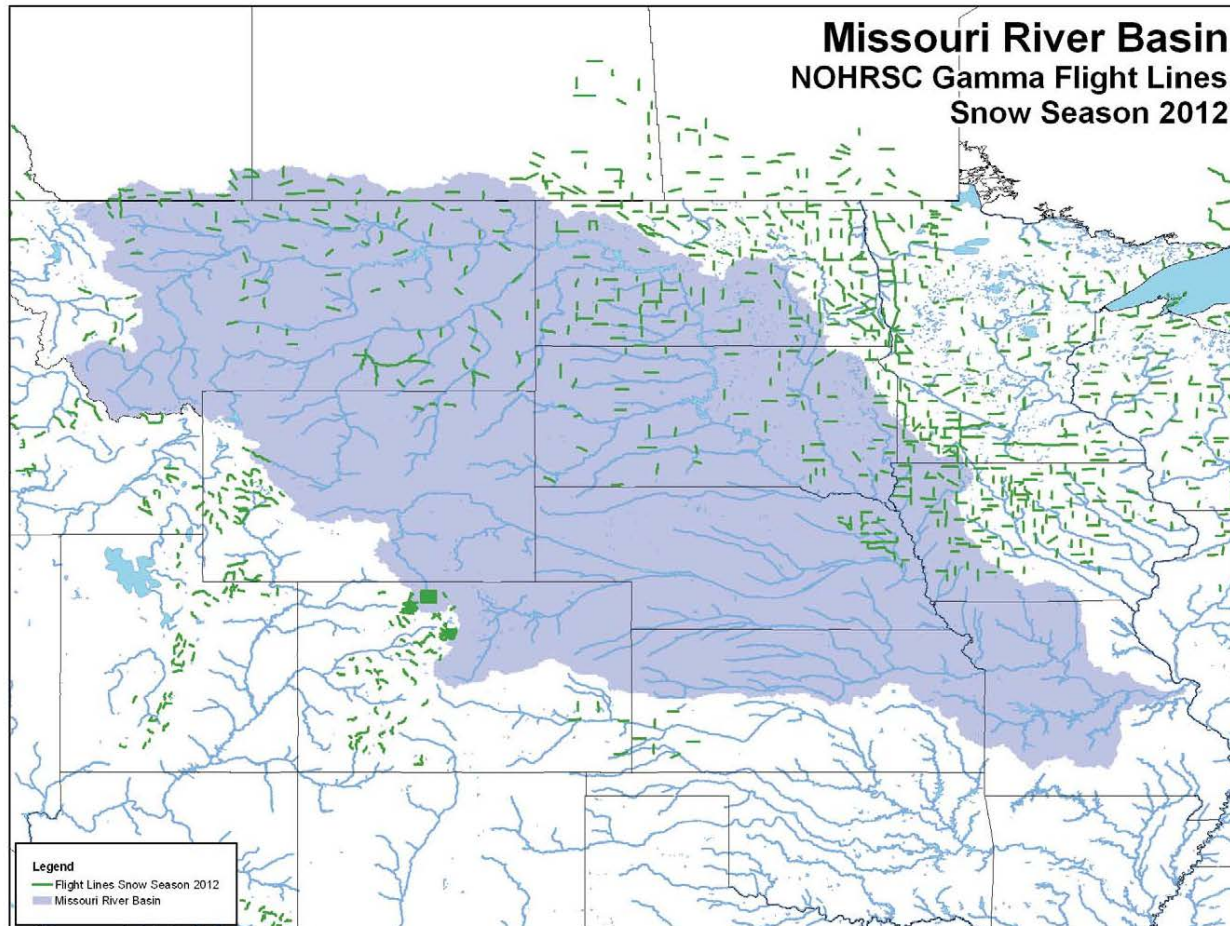 Missouri River Basin
NOHRSC Gamma Flight Lines
Snow Season 2012
Legend
Flight Lines Snow Season 2012
Missouri River Basin